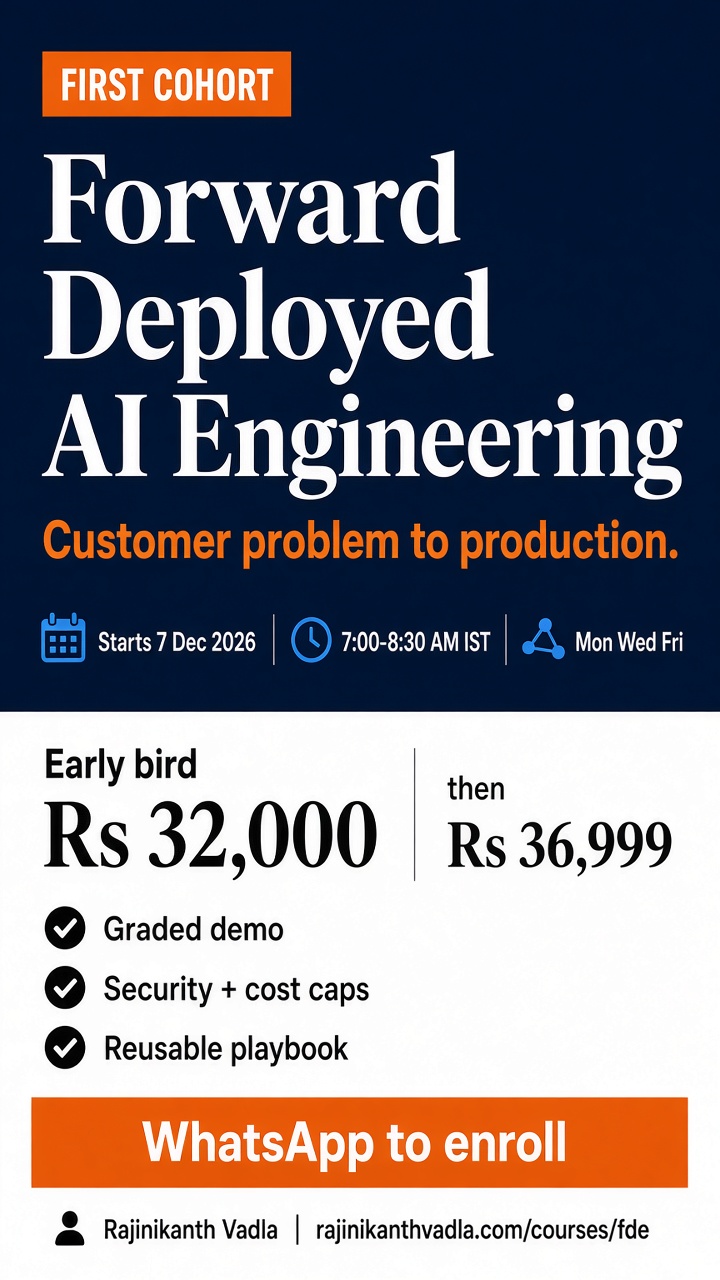 FIRST COHORT
Forward
Deployed
AI Engineering
Customer problem to production.
Starts 7 Dec 2026 | 7:00-8:30 AM IST | Mon Wed Fri
Early bird
Rs 32,000
then
Rs 36,999
Graded demo
Security + cost caps
Reusable playbook
WhatsApp to enroll
Rajinikanth Vadla | rajinikanthvadla.com/courses/fde